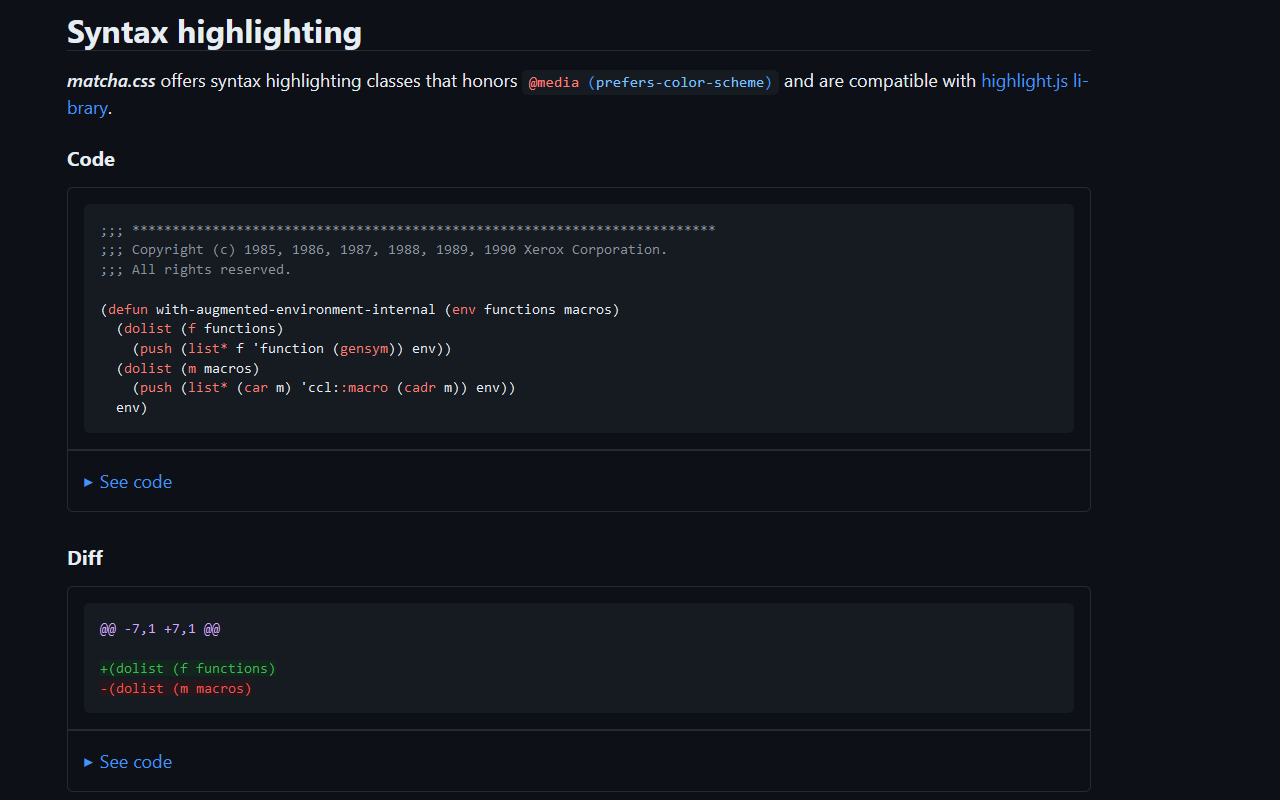 Syntax highlighting
matcha.css offers syntax highlighting classes that honors @media (prefers-color-scheme) and are compatible with highlight.js li-
brary.
Code
;;; *************************************************************************
;;; Copyright (c) 1985, 1986, 1987, 1988, 1989, 1990 Xerox Corporation.
;;; All rights reserved.
(defun with-augmented-environment-internal (env functions macros)
  (dolist (f functions)
    (push (list* f 'function (gensym)) env))
  (dolist (m macros)
    (push (list* (car m) 'ccl::macro (cadr m)) env))
  env)
▸ See code
Diff
@@ -7,1 +7,1 @@
+(dolist (f functions)
-(dolist (m macros)
▸ See code